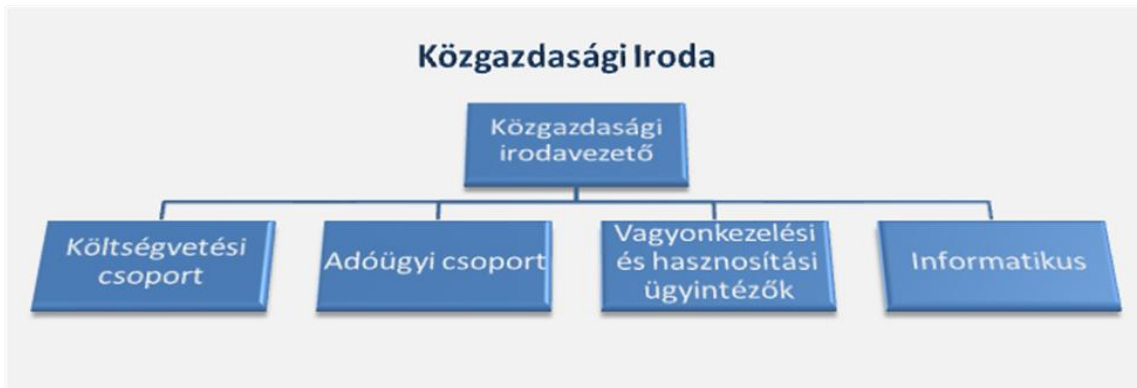 Közgazdasági Iroda
Közgazdasági
irodavezető
Költségvetési
csoport
Adóügyi csoport
Vagyonkezelési
és hasznosítási
ügyintézők
Informatikus